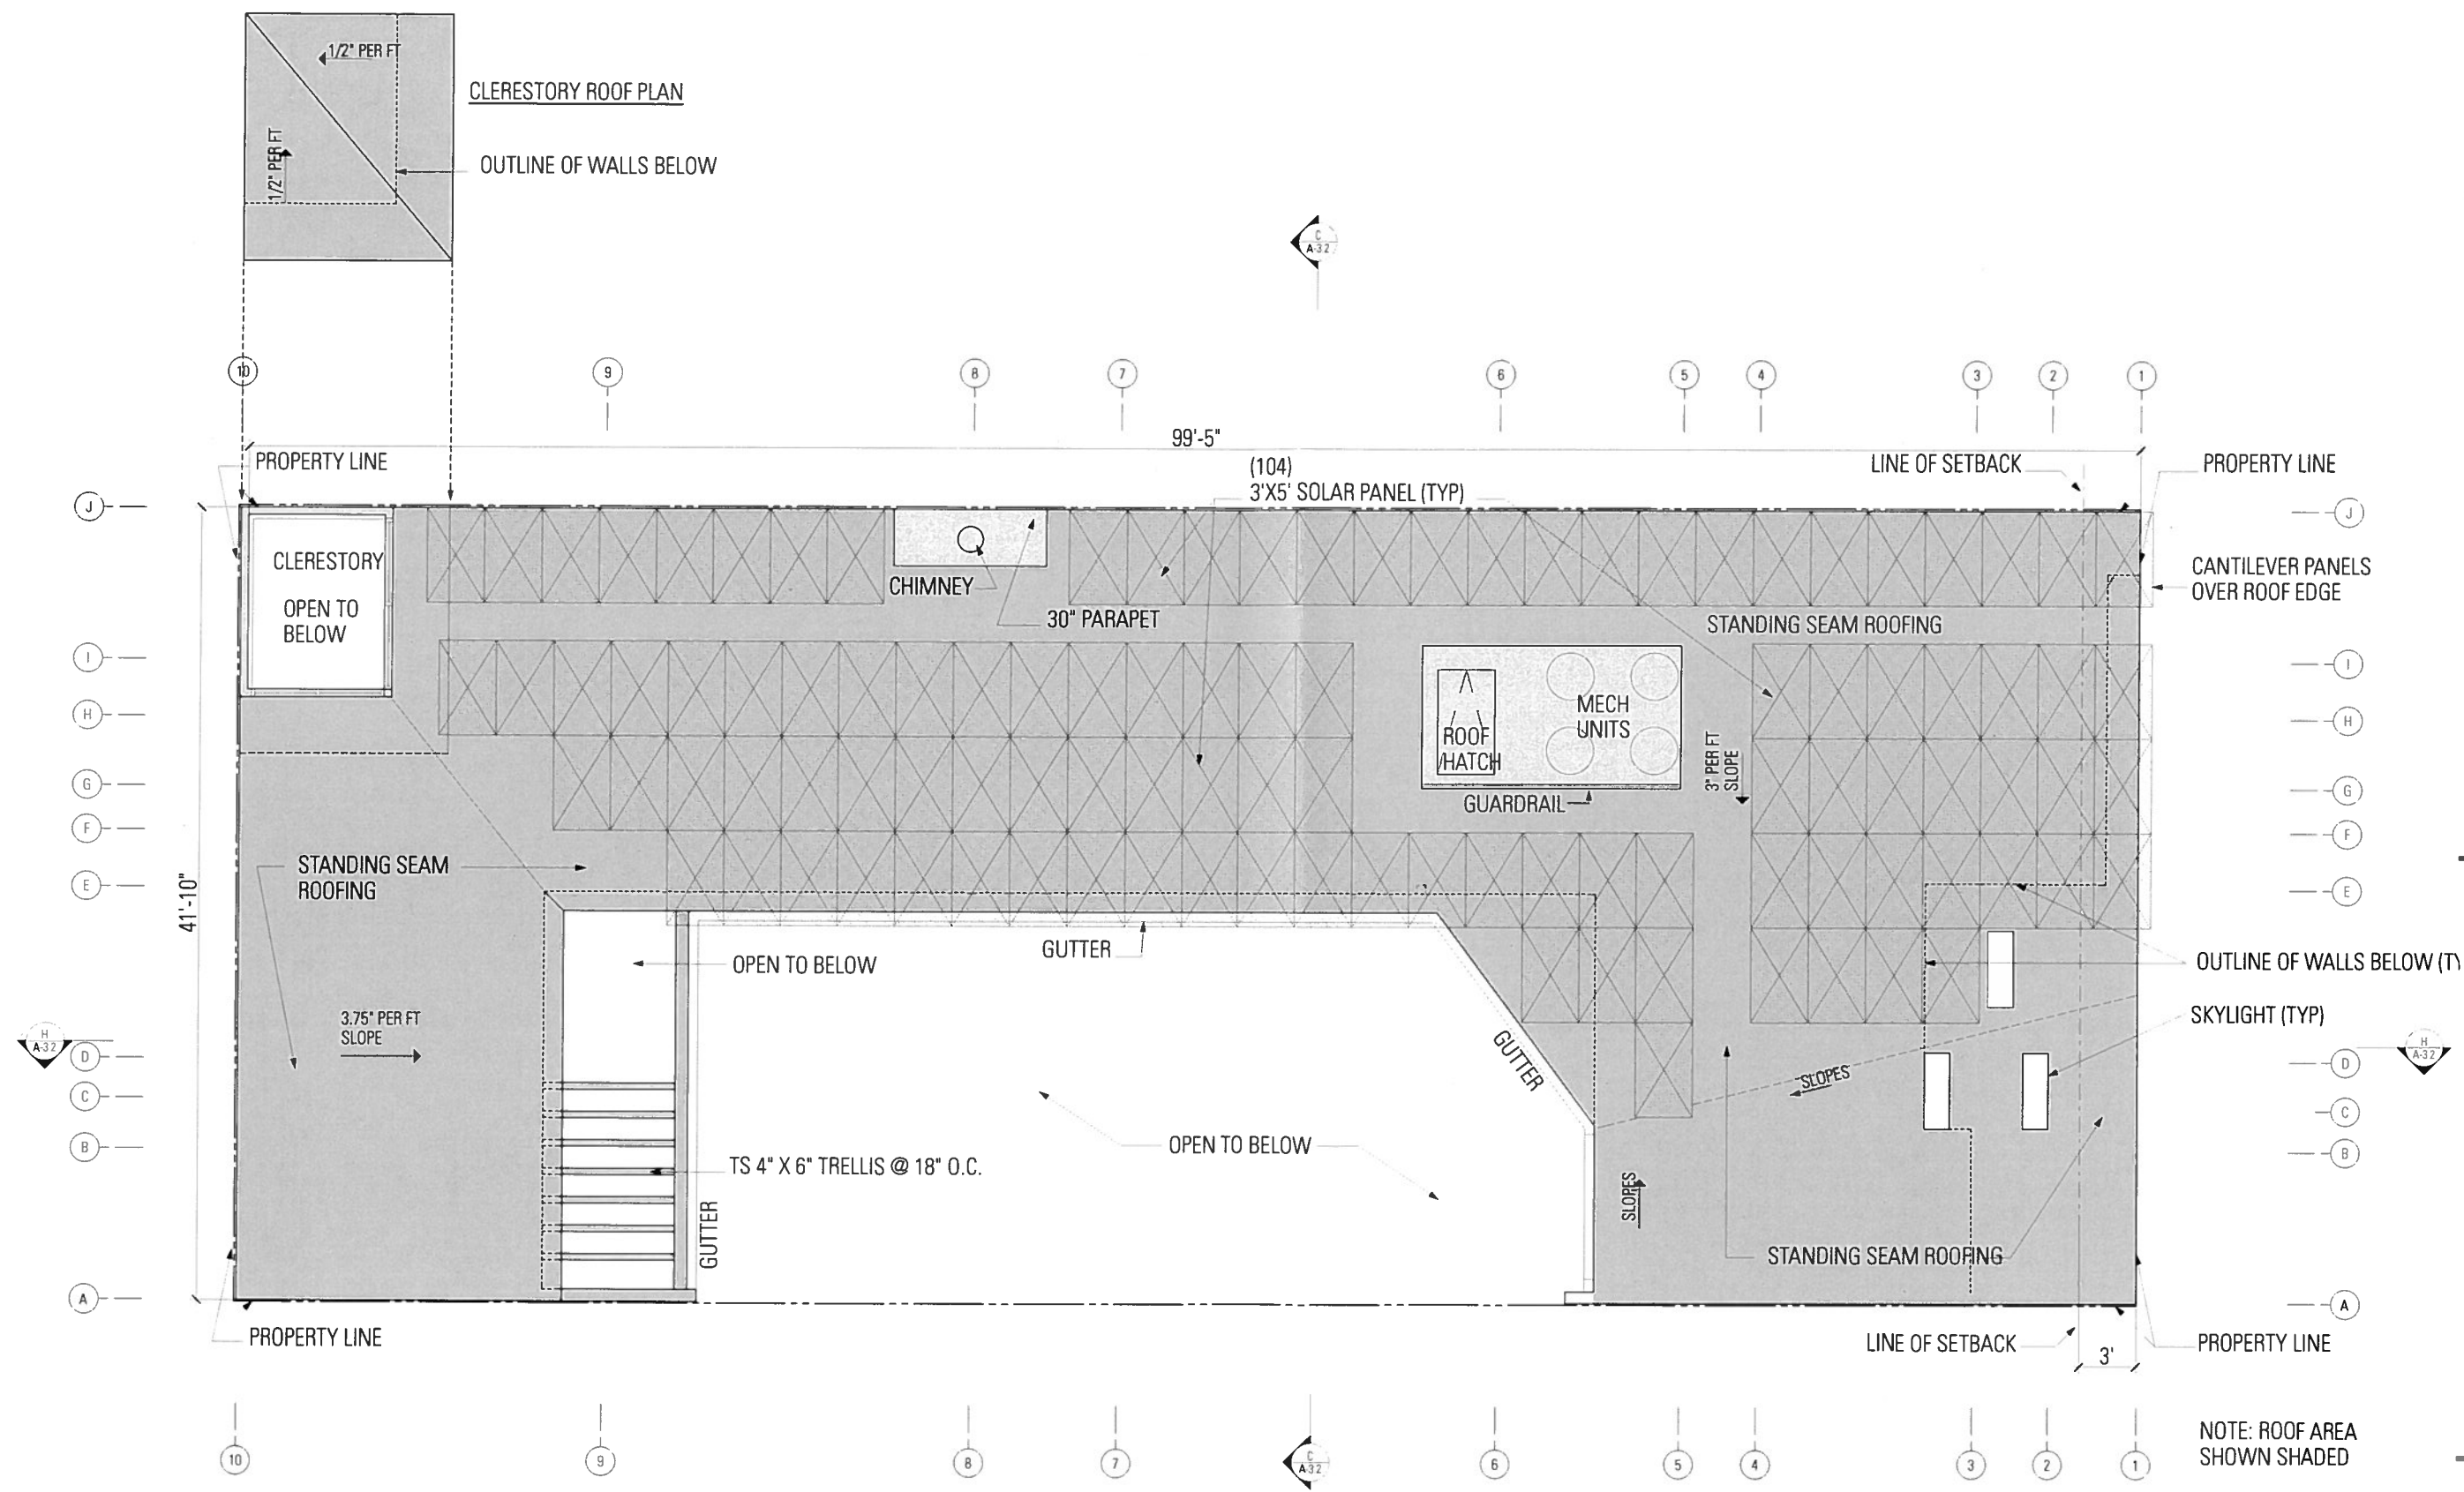 1/2" PER FT
CLERESTORY ROOF PLAN
1/2" PER FT
OUTLINE OF WALLS BELOW
C
A-3.2
10
9
8
7
6
5
4
3
2
1
99'-5"
PROPERTY LINE
(104)
3'X5' SOLAR PANEL (TYP)
LINE OF SETBACK
PROPERTY LINE
J
J
CLERESTORY
OPEN TO
BELOW
CHIMNEY
30" PARAPET
CANTILEVER PANELS
OVER ROOF EDGE
STANDING SEAM ROOFING
I
I
H
H
MECH
UNITS
ROOF
HATCH
3" PER FT
SLOPE
G
G
GUARDRAIL
F
F
STANDING SEAM
ROOFING
E
E
41'-10"
GUTTER
OPEN TO BELOW
OUTLINE OF WALLS BELOW (T
3.75" PER FT
SLOPE
SKYLIGHT (TYP)
H
A-3.2
H
A-3.2
GUTTER
D
D
SLOPES
C
C
B
B
OPEN TO BELOW
TS 4" X 6" TRELLIS @ 18" O.C.
SLOPES
GUTTER
STANDING SEAM ROOFING
A
A
PROPERTY LINE
LINE OF SETBACK
3'
PROPERTY LINE
NOTE: ROOF AREA
SHOWN SHADED
10
9
8
7
C
A-3.2
6
5
4
3
2
1